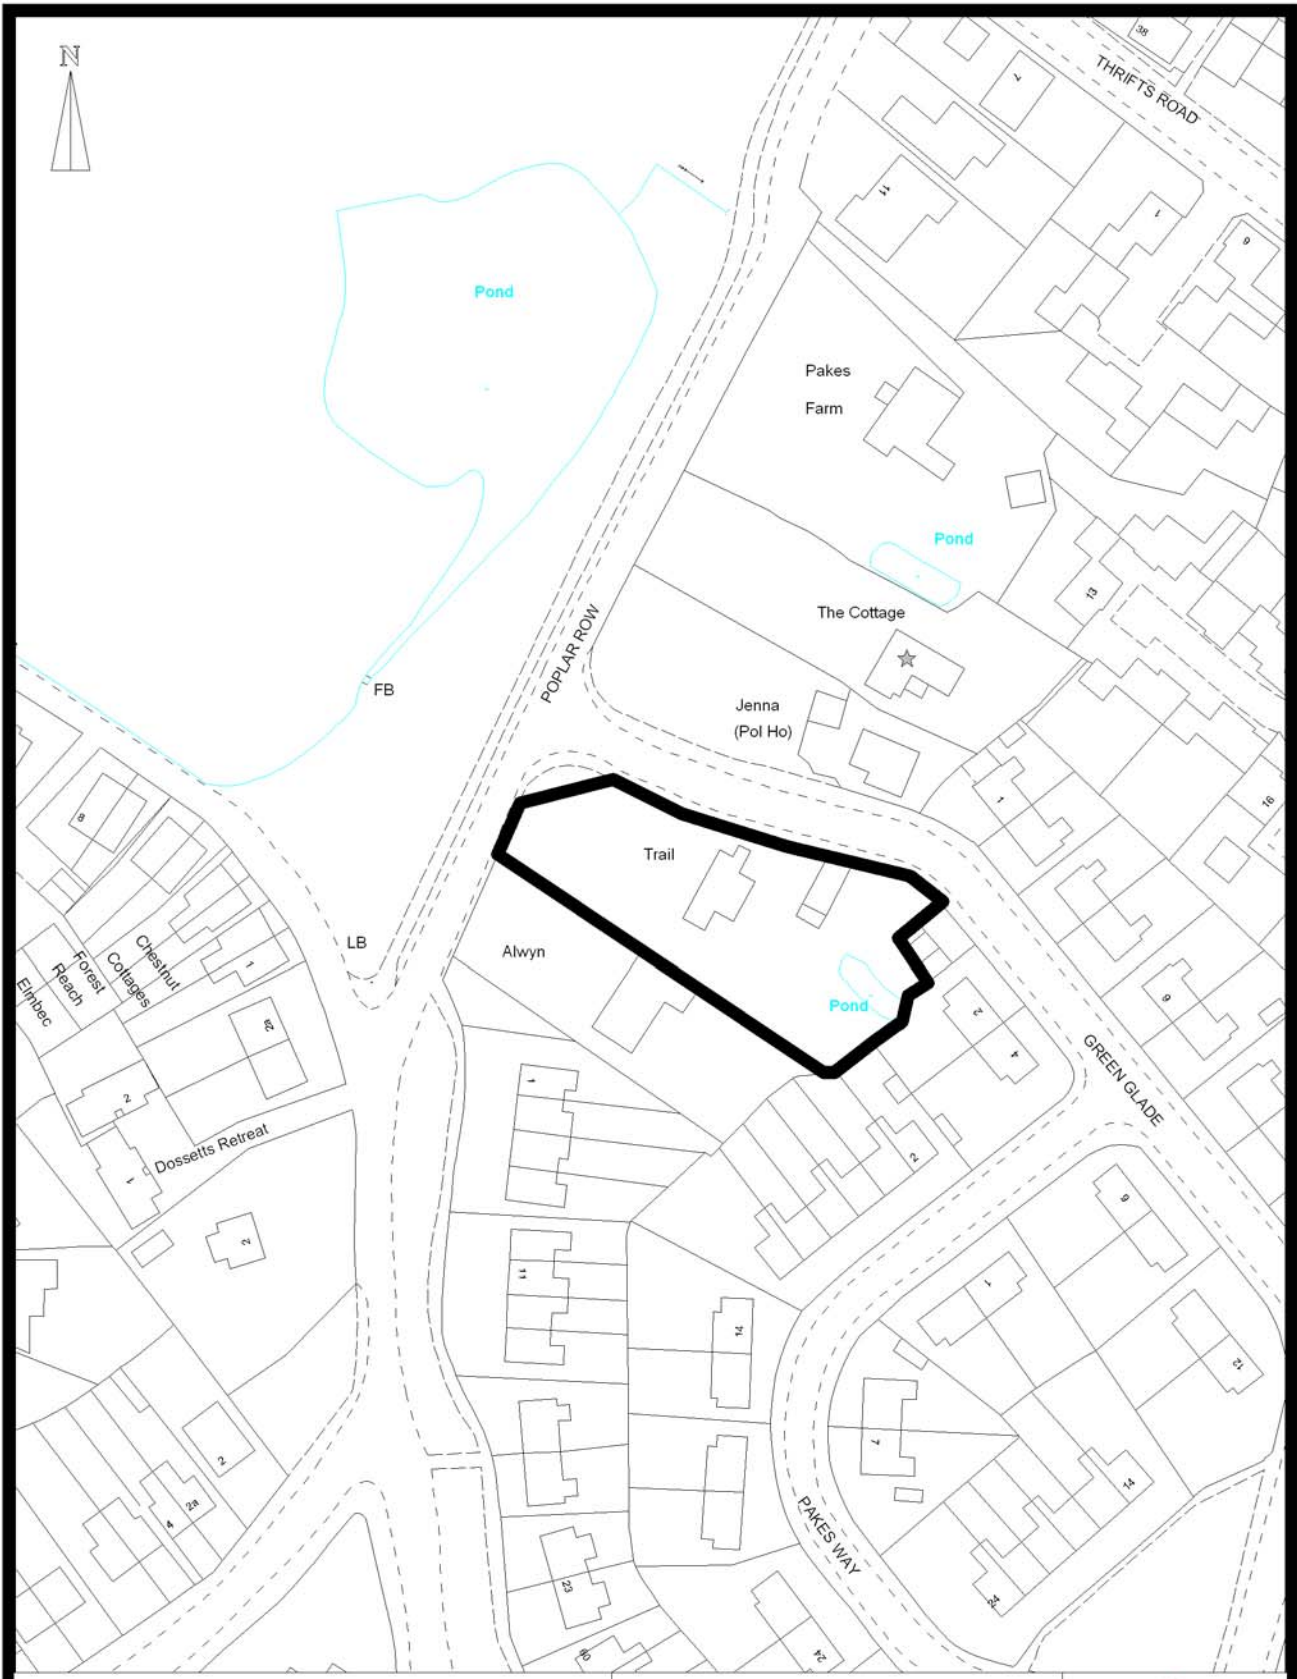 N
38
THRIFTS ROAD
7
11
1
9
Pond
Pakes
Farm
Pond
13
The Cottage
POPLAR ROW
FB
Jenna
(Pol Ho)
1
16
8
Trail
LB
Alwyn
Chestnut
Cottages
Forest
Reach
Elmbec
1
2a
Pond
2
4
9
GREEN GLADE
2
1
Dossetts Retreat
1
2
2
9
11
1
14
12
7
2
2a
4
14
PAKES WAY
23
24
24